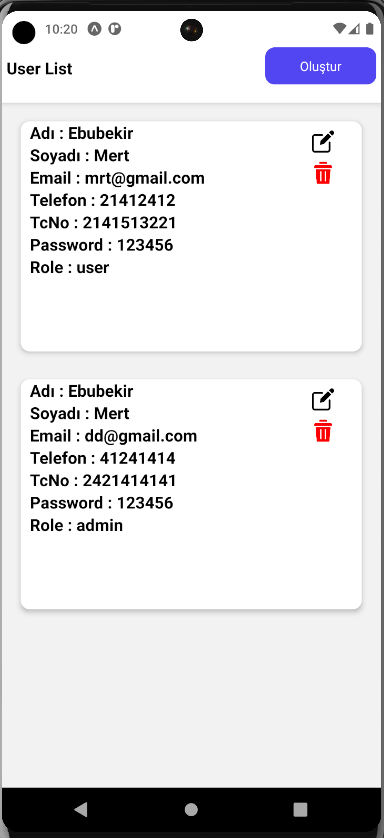 10:20
User List
Oluştur
Adı : Ebubekir
Soyadı : Mert
Email : mrt@gmail.com
Telefon : 21412412
TcNo : 2141513221
Password : 123456
Role : user
Adı : Ebubekir
Soyadı : Mert
Email : dd@gmail.com
Telefon : 41241414
TcNo : 2421414141
Password : 123456
Role : admin